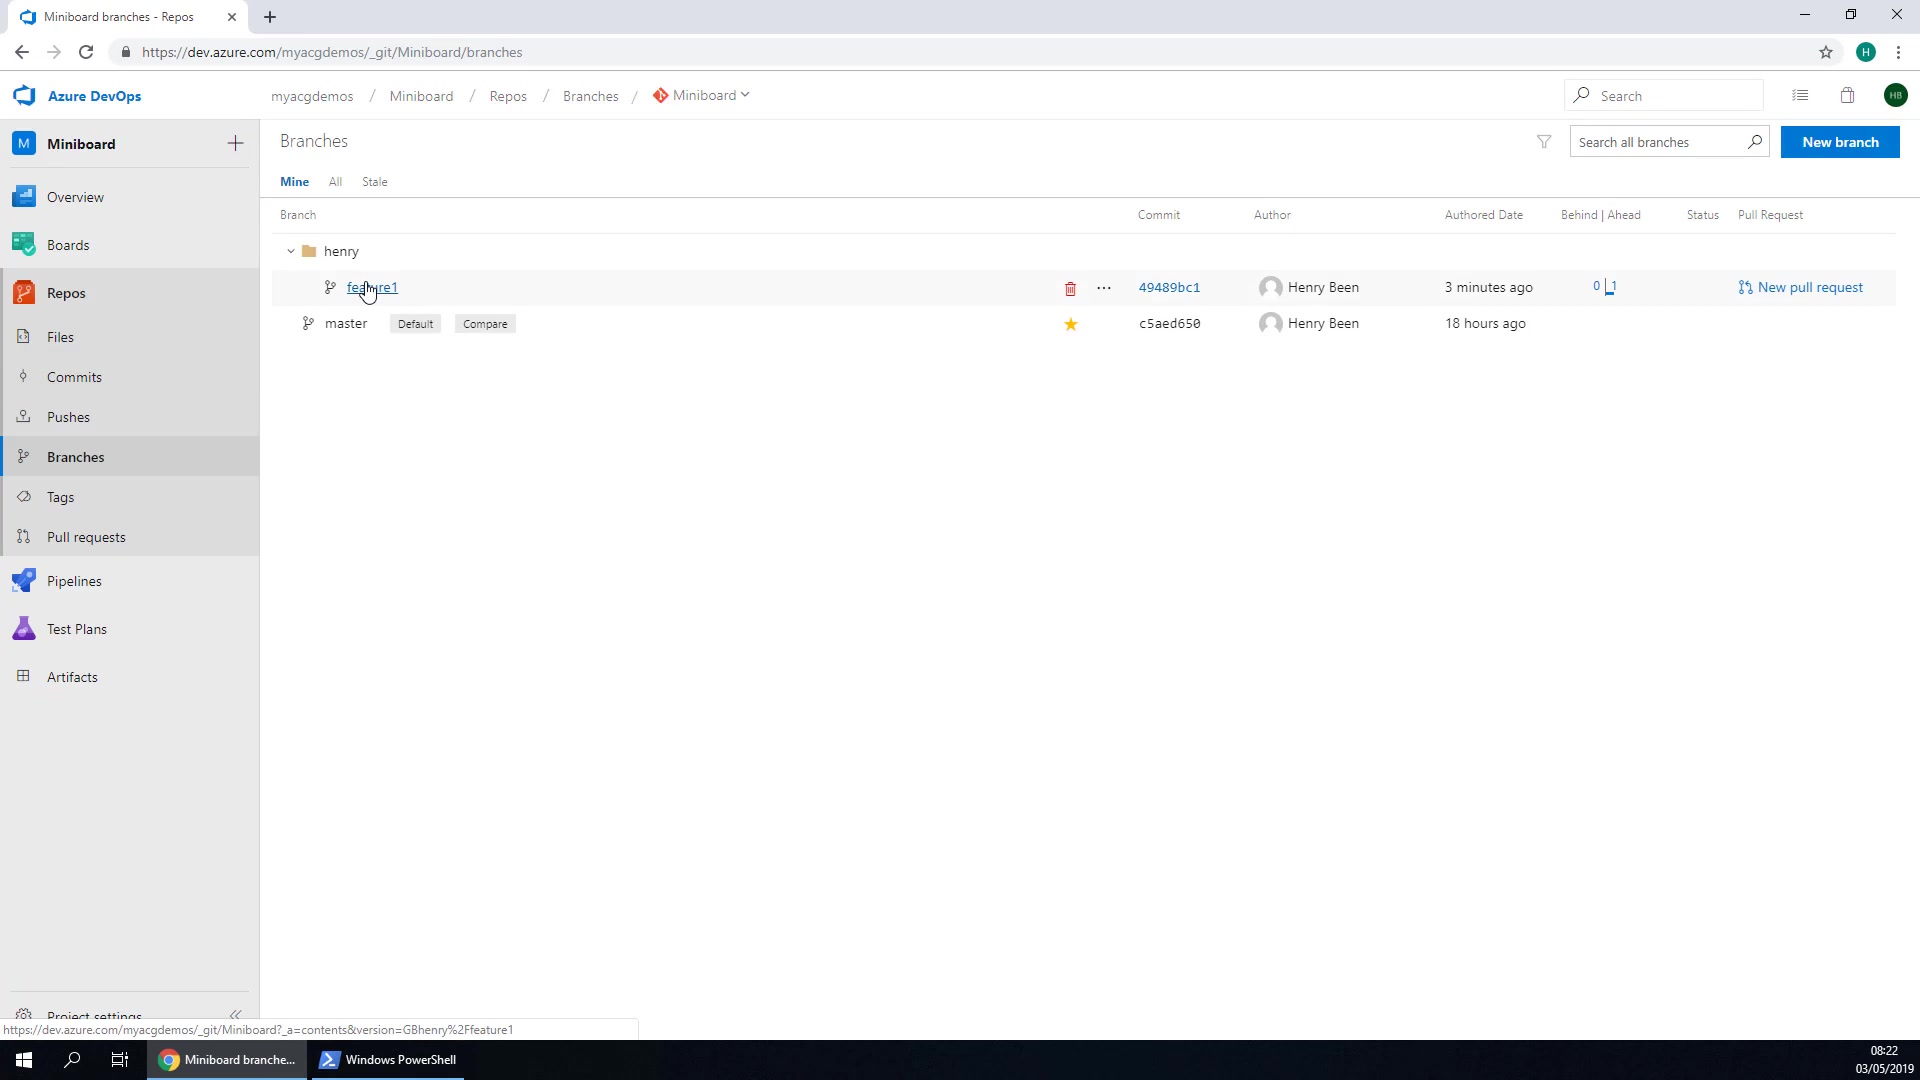 Miniboard branches - Repos
https://dev.azure.com/myacgdemos/_git/Miniboard/branches
H
Azure DevOps
myacgdemos / Miniboard / Repos / Branches / Miniboard
Search
HB
M Miniboard
Branches
Search all branches
New branch
Mine All Stale
Overview
Boards
Repos
Files
Commits
Pushes
Branches
Tags
Pull requests
Pipelines
Test Plans
Artifacts
Project settings
Branch Commit Author Authored Date Behind | Ahead Status Pull Request
henry
feature1 49489bc1 Henry Been 3 minutes ago 0 1 New pull request
master Default Compare c5aed650 Henry Been 18 hours ago
https://dev.azure.com/myacgdemos/_git/Miniboard?_a=contents&version=GBhenry%2Ffeature1
Miniboard branche...
Windows PowerShell
08:22
03/05/2019